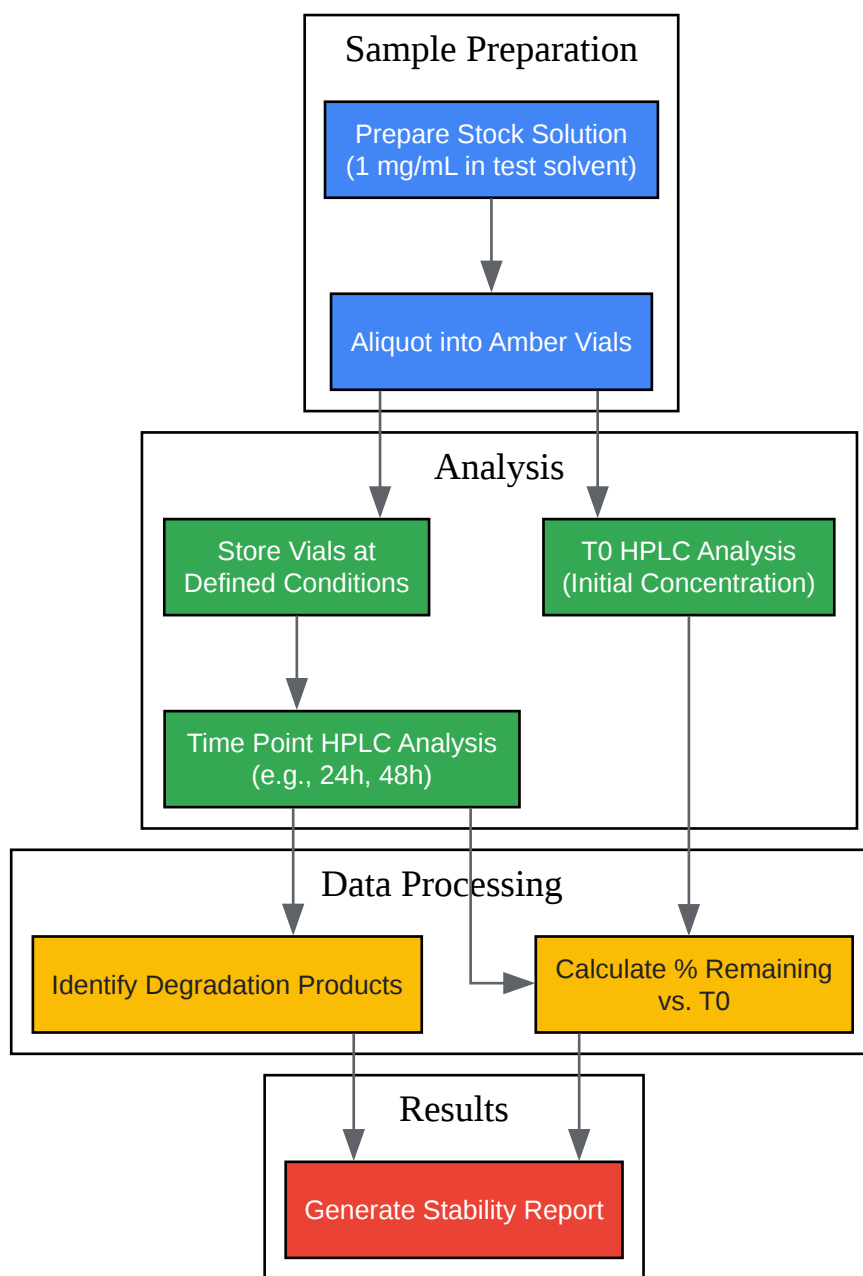 Sample Preparation
Prepare Stock Solution
(1 mg/mL in test solvent)
Aliquot into Amber Vials
Analysis
Store Vials at
Defined Conditions
T0 HPLC Analysis
(Initial Concentration)
Time Point HPLC Analysis
(e.g., 24h, 48h)
Data Processing
Identify Degradation Products
Calculate % Remaining
vs. T0
Results
Generate Stability Report